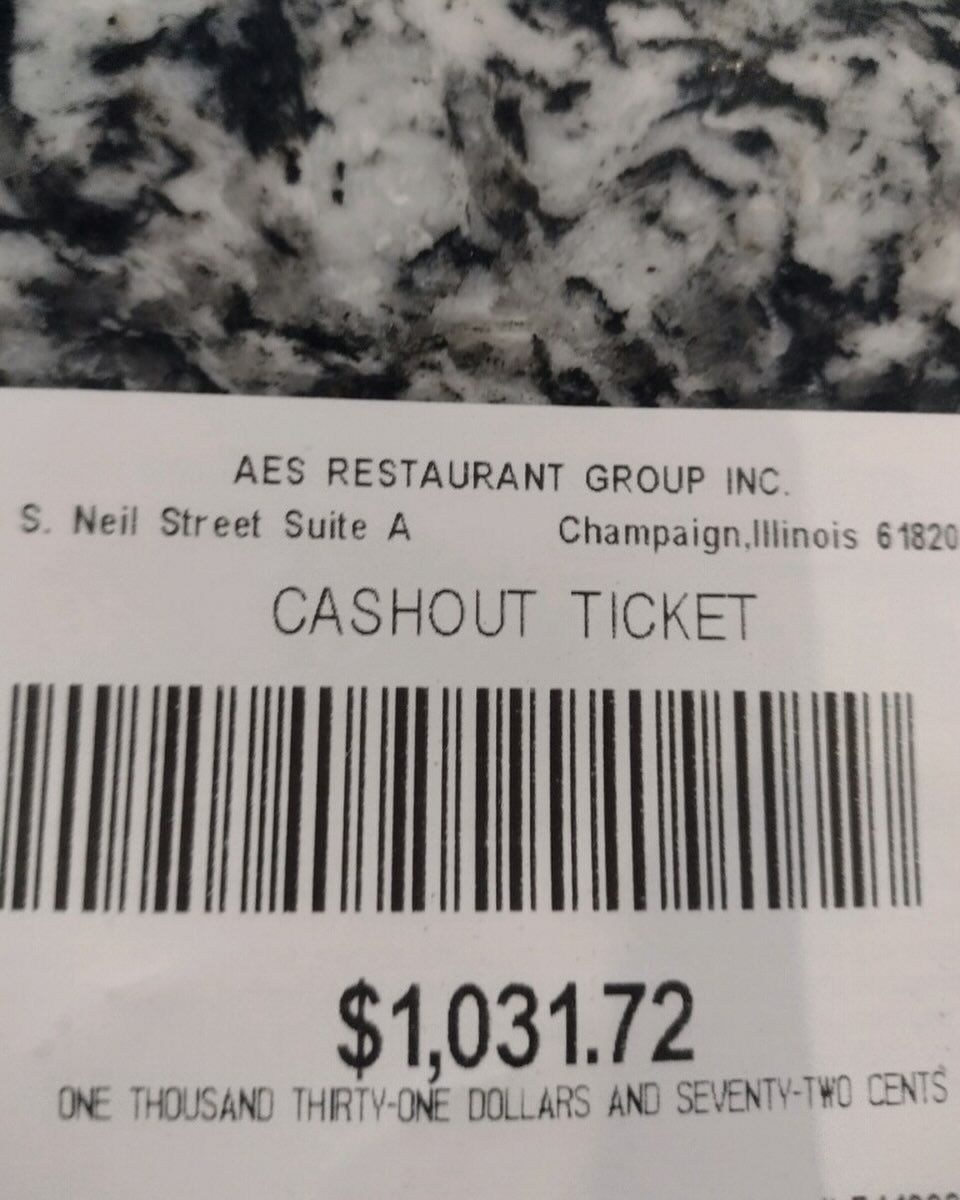 AES RESTAURANT GROUP INC.
S. Neil Street Suite A Champaign,Illinois 61820
CASHOUT TICKET
$1,031.72
ONE THOUSAND THIRTY-ONE DOLLARS AND SEVENTY-TWO CENTS